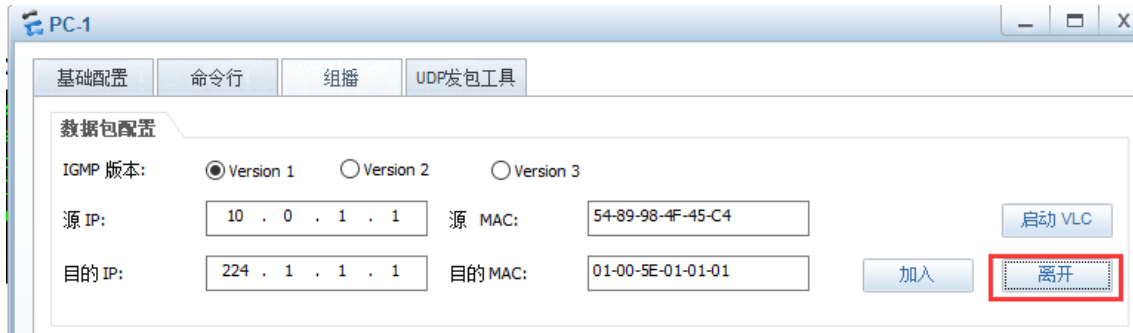 PC-1
X
基础配置 命令行 组播 UDP发包工具
数据包配置
IGMP 版本: Version 1 Version 2 Version 3
源 IP: 10 . 0 . 1 . 1 源 MAC: 54-89-98-4F-45-C4 启动 VLC
目的 IP: 224 . 1 . 1 . 1 目的 MAC: 01-00-5E-01-01-01 加入 离开